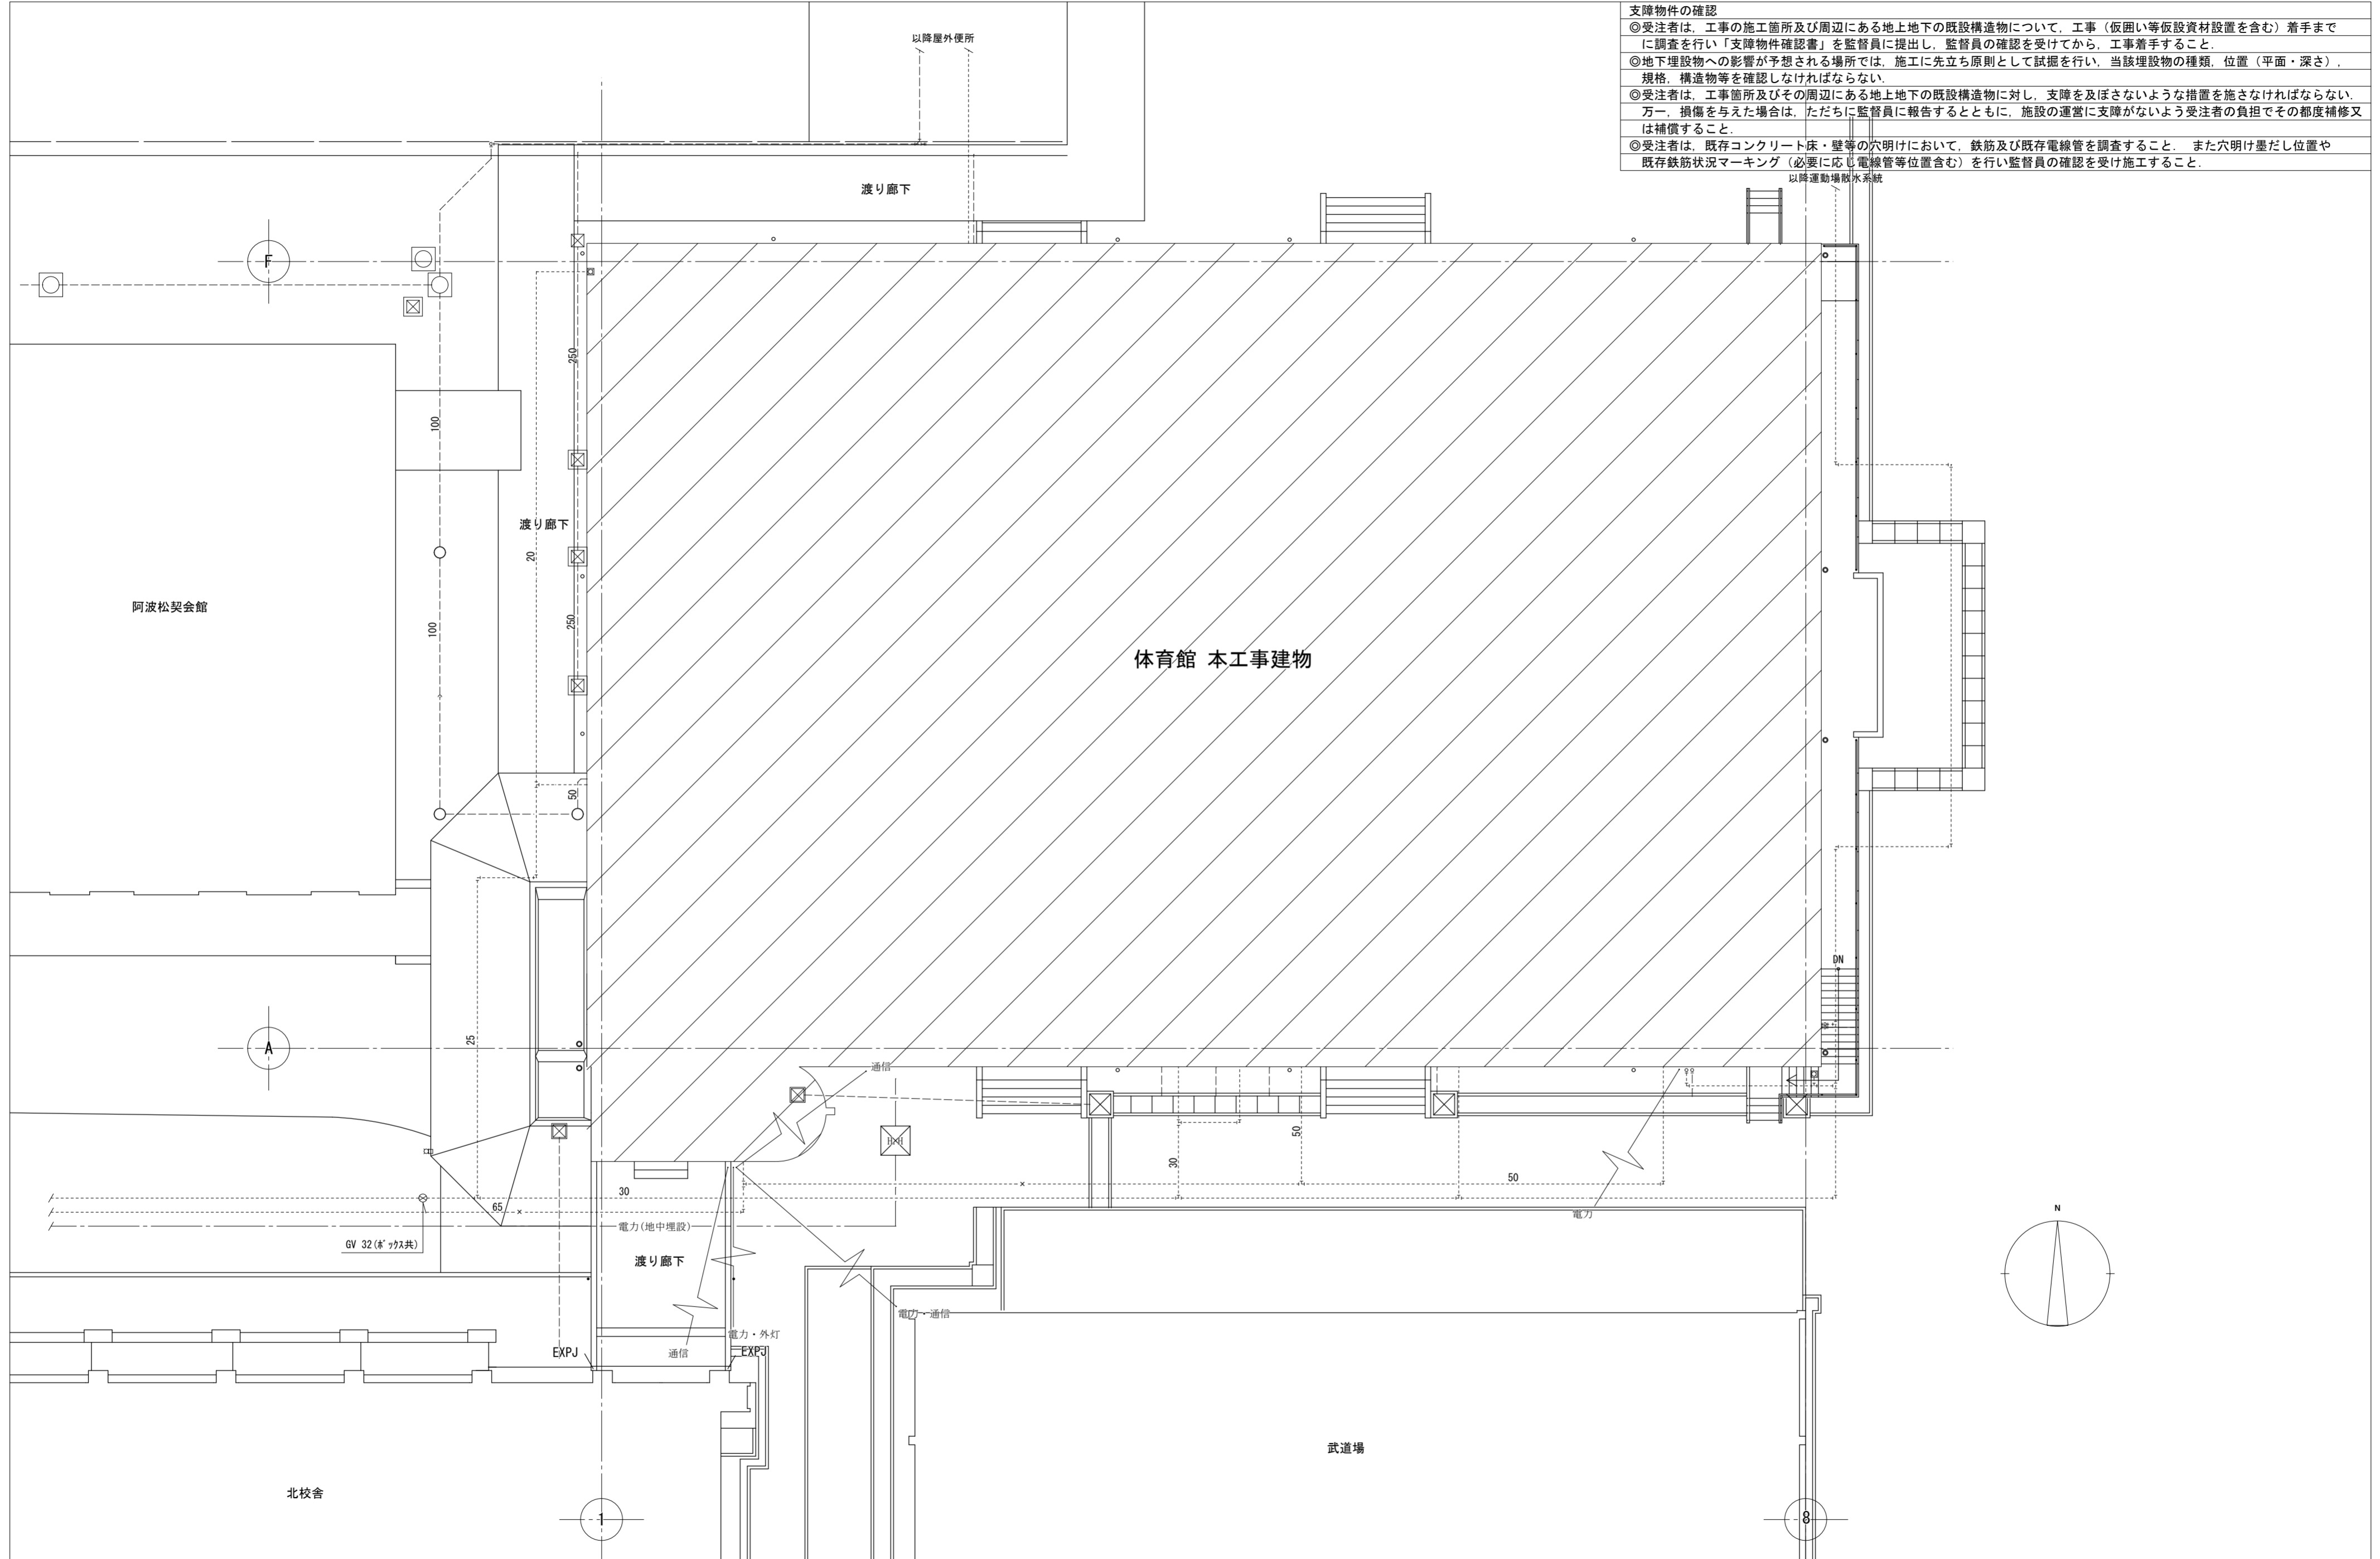 支障物件の確認
◎受注者は，工事の施工箇所及び周辺にある地上地下の既設構造物について，工事（仮囲い等仮設資材設置を含む）着手まで
に調査を行い「支障物件確認書」を監督員に提出し，監督員の確認を受けてから，工事着手すること．
◎地下埋設物への影響が予想される場所では，施工に先立ち原則として試掘を行い，当該埋設物の種類，位置（平面・深さ），
規格，構造物等を確認しなければならない．
◎受注者は，工事箇所及びその周辺にある地上地下の既設構造物に対し，支障を及ぼさないような措置を施さなければならない．
万一，損傷を与えた場合は，ただちに監督員に報告するとともに，施設の運営に支障がないよう受注者の負担でその都度補修又
は補償すること．
◎受注者は，既存コンクリート床・壁等の穴明けにおいて，鉄筋及び既存電線管を調査すること． また穴明け墨だし位置や
既存鉄筋状況マーキング（必要に応じ電線管等位置含む）を行い監督員の確認を受け施工すること．
以降屋外便所
以降運動場散水系統
渡り廊下
F
250
100
渡り廊下
20
阿波松契会館
250
100
体育館 本工事建物
50
DN
25
A
通信
H×H
50
30
30
50
65
電力(地中埋設)
電力
GV 32(ボックス共)
渡り廊下
N
電力・通信
電力・外灯
EXPJ
通信
EXPJ
武道場
北校舎
1
8